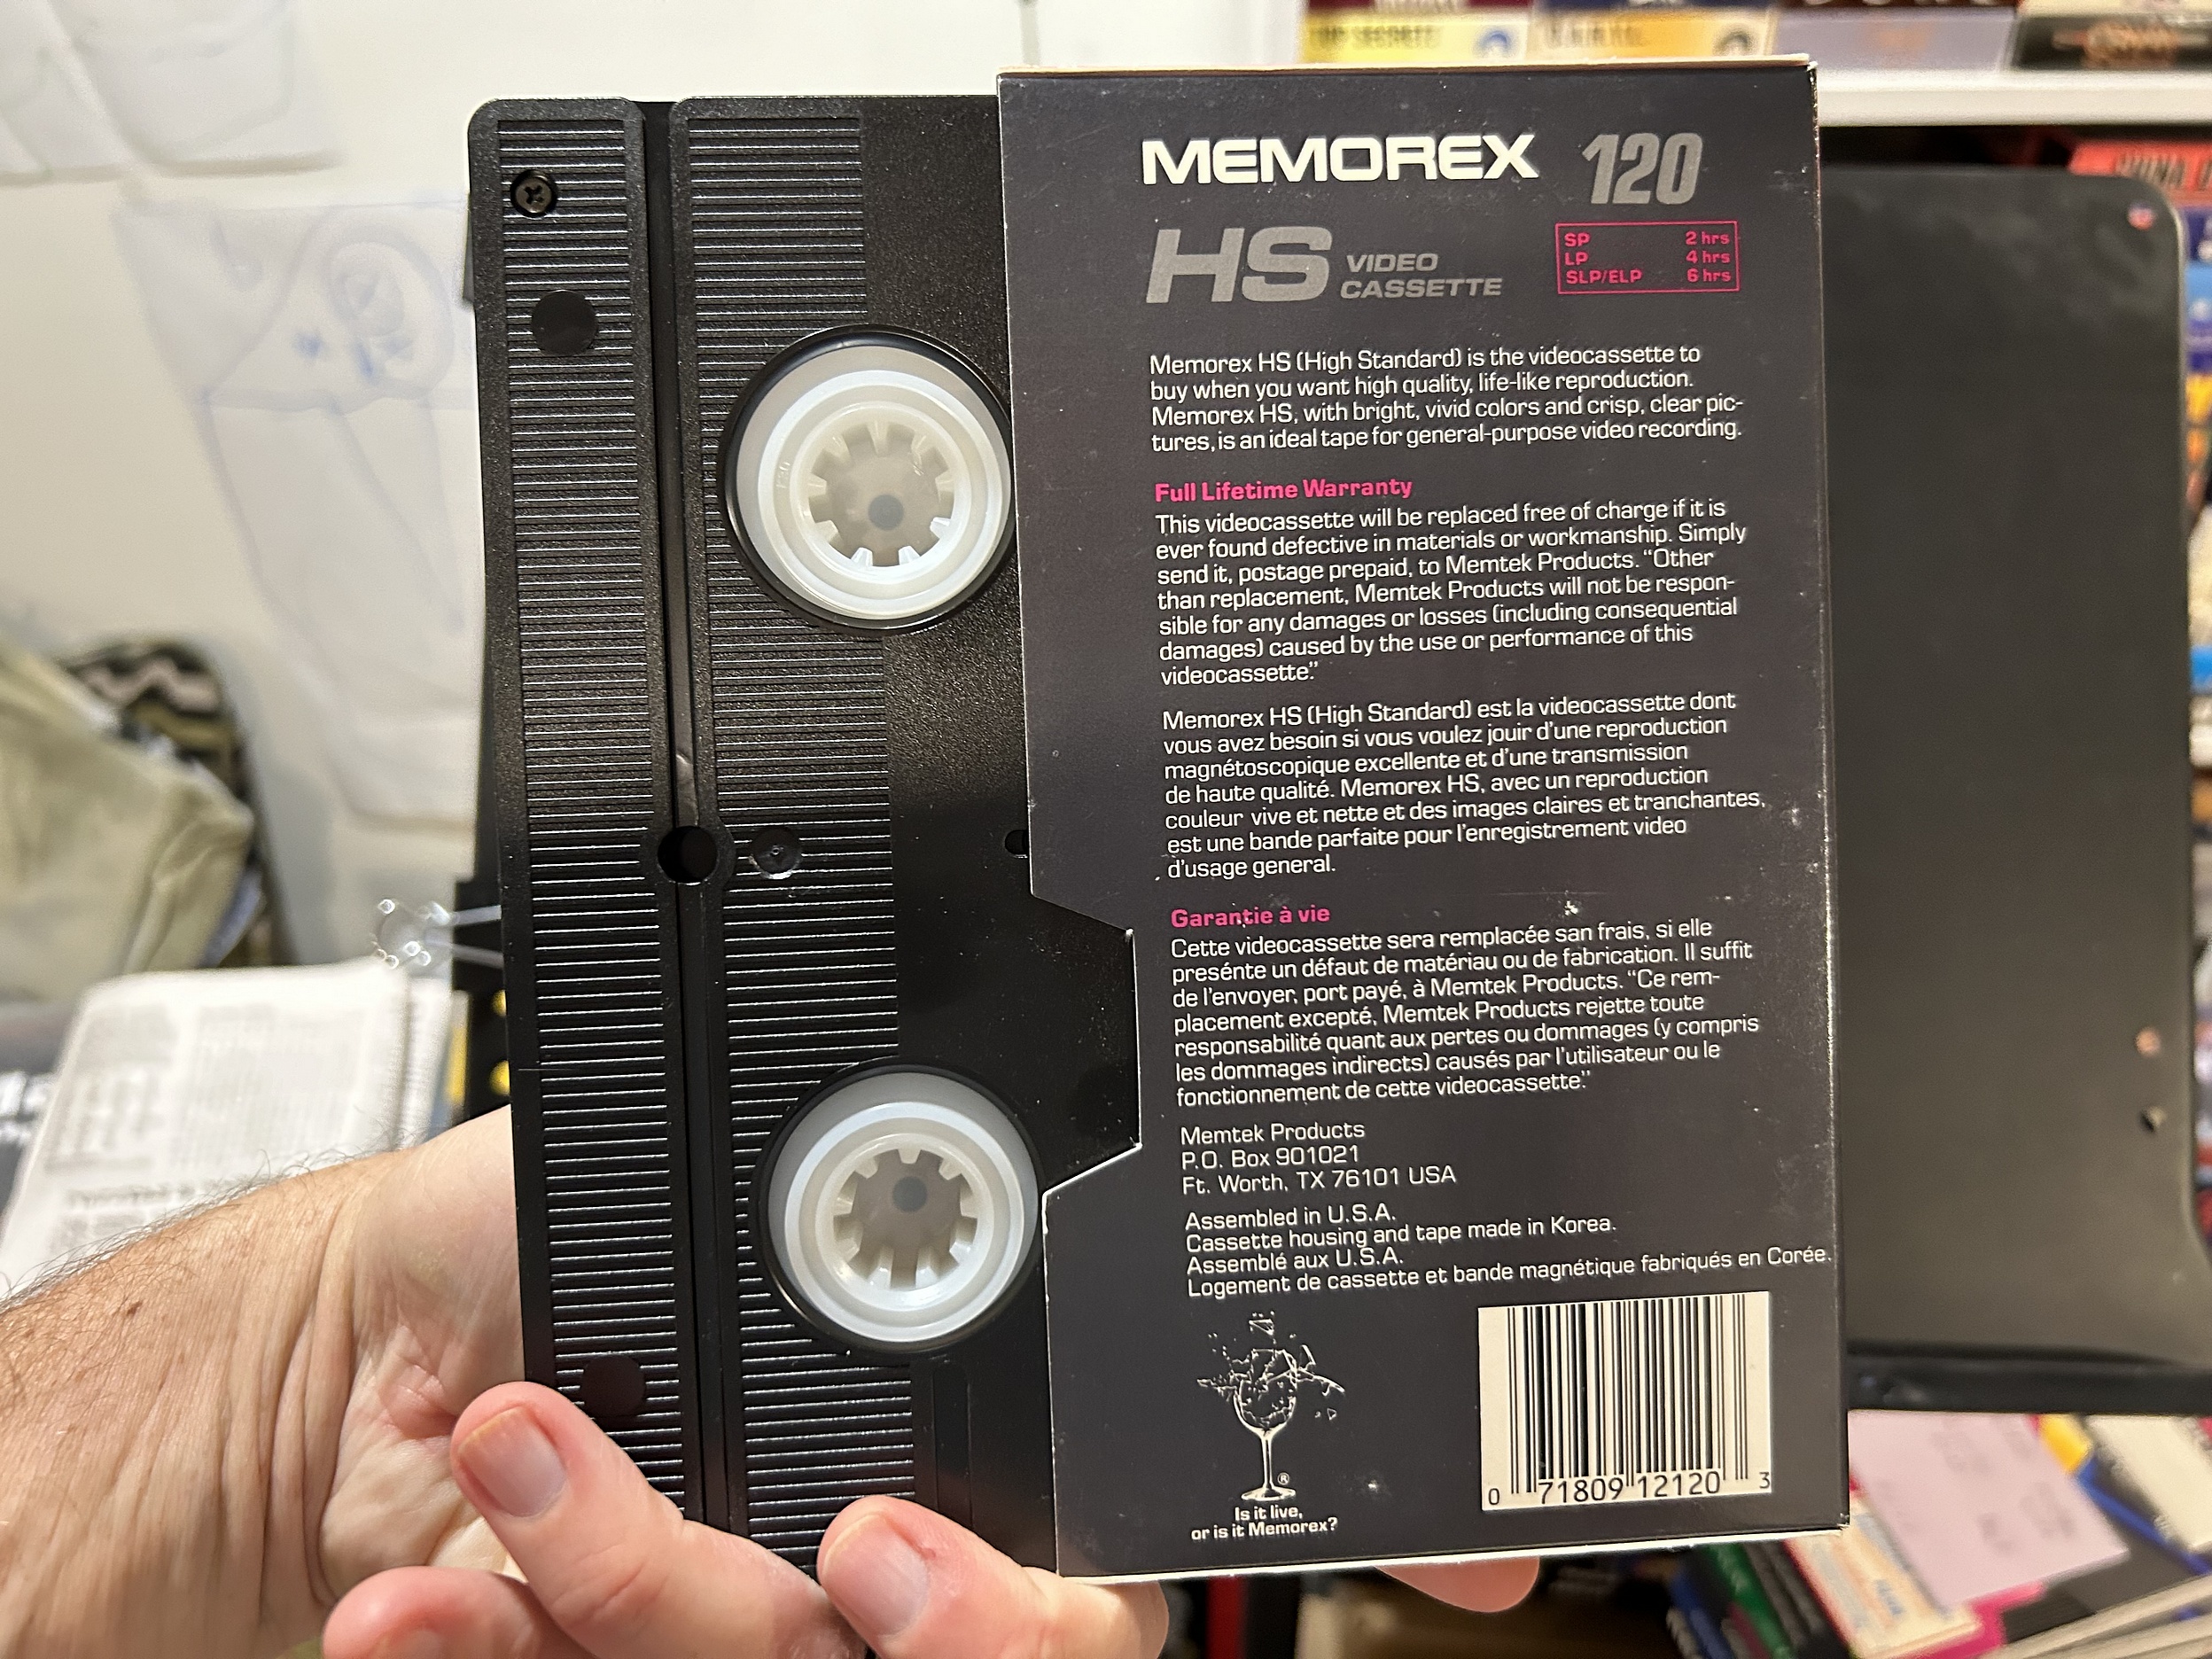 MEMOREX 120
HS VIDEO
CASSETTE
SP 2 hrs
LP 4 hrs
SLP/ELP 6 hrs
Memorex HS (High Standard) is the videocassette to
buy when you want high quality, life-like reproduction.
Memorex HS, with bright, vivid colors and crisp, clear pic-
tures, is an ideal tape for general-purpose video recording.
Full Lifetime Warranty
This videocassette will be replaced free of charge if it is
ever found defective in materials or workmanship. Simply
send it, postage prepaid, to Memtek Products. “Other
than replacement, Memtek Products will not be respon-
sible for any damages or losses (including consequential
damages) caused by the use or performance of this
videocassette.”
Memorex HS (High Standard) est la videocassette dont
vous avez besoin si vous voulez jouir d'une reproduction
magnétoscopique excellente et d'une transmission
de haute qualité. Memorex HS, avec un reproduction
couleur vive et nette et des images claires et tranchantes,
est une bande parfaite pour l'enregistrement video
d'usage general.
Garantie à vie
Cette videocassette sera remplacée san frais, si elle
presénte un défaut de matériau ou de fabrication. Il suffit
de l'envoyer, port payé, à Memtek Products. “Ce rem-
placement excepté, Memtek Products rejette toute
responsabilité quant aux pertes ou dommages (y compris
les dommages indirects) causés par l'utilisateur ou le
fonctionnement de cette videocassette.”
Memtek Products
P.O. Box 901021
Ft. Worth, TX 76101 USA
Assembled in U.S.A.
Cassette housing and tape made in Korea.
Assemblé aux U.S.A.
Logement de cassette et bande magnétique fabriqués en Corée.
®
Is it live,
or is it Memorex?
0 71809 12120 3